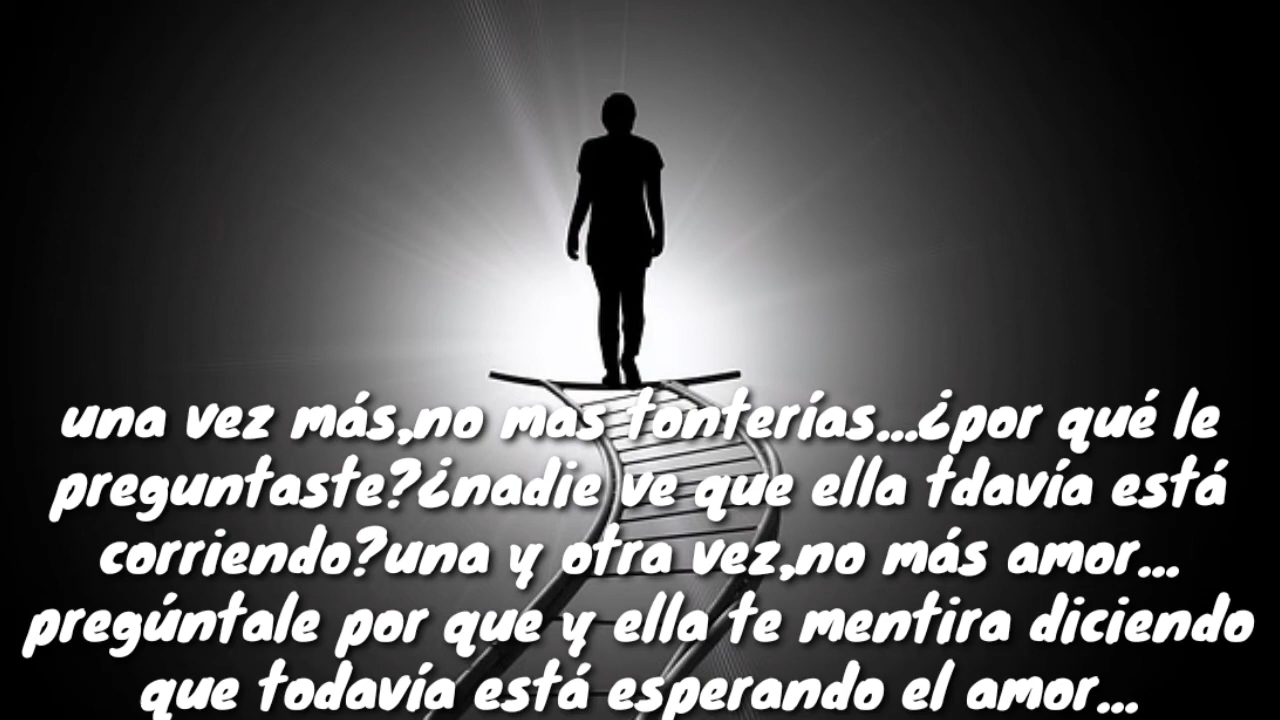 una vez más,no mas tonterías...¿por qué le
preguntaste?¿nadie ve que ella tdavía está
corriendo?una y otra vez,no más amor...
pregúntale por que y ella te mentira diciendo
que todavía está esperando el amor...